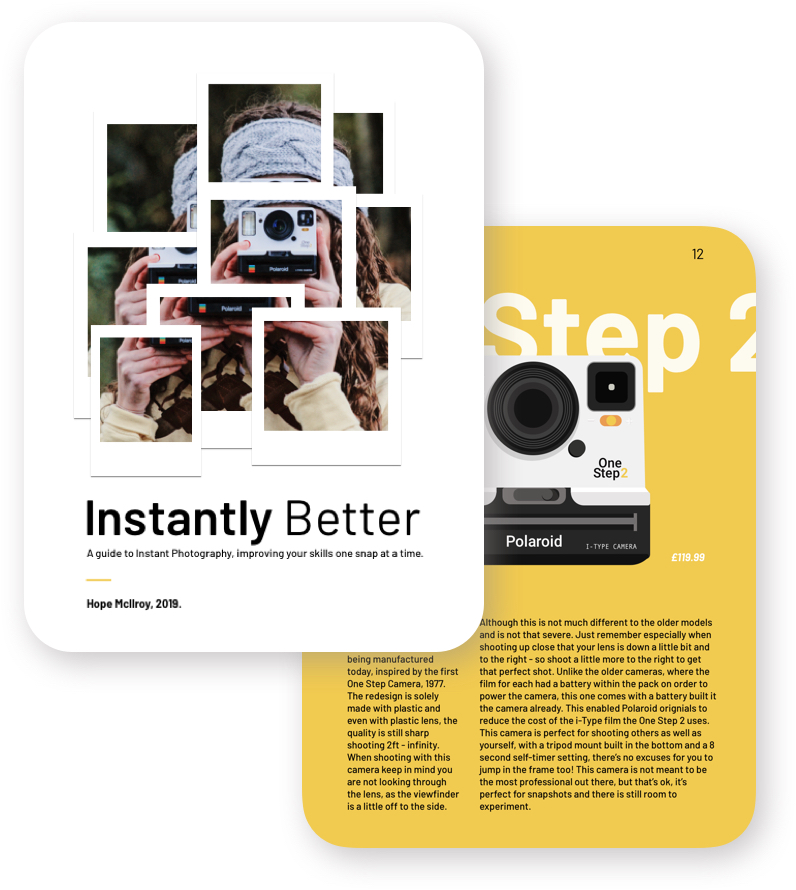 Polaroid
Polaroid
Instantly Better
A guide to Instant Photography, improving your skills one snap at a time.
Hope McIlroy, 2019.
12
Step 2
One
Step2
Polaroid
I-TYPE CAMERA
£119.99
being manufactured
today, inspired by the first
One Step Camera, 1977.
The redesign is solely
made with plastic and
even with plastic lens, the
quality is still sharp
shooting 2ft - infinity.
When shooting with this
camera keep in mind you
are not looking through
the lens, as the viewfinder
is a little off to the side.
Although this is not much different to the older models
and is not that severe. Just remember especially when
shooting up close that your lens is down a little bit and
to the right - so shoot a little more to the right to get
that perfect shot. Unlike the older cameras, where the
film for each had a battery within the pack on order to
power the camera, this one comes with a battery built it
the camera already. This enabled Polaroid orignials to
reduce the cost of the i-Type film the One Step 2 uses.
This camera is perfect for shooting others as well as
yourself, with a tripod mount built in the bottom and a 8
second self-timer setting, there's no excuses for you to
jump in the frame too! This camera is not meant to be
the most professional out there, but that's ok, it's
perfect for snapshots and there is still room to
experiment.